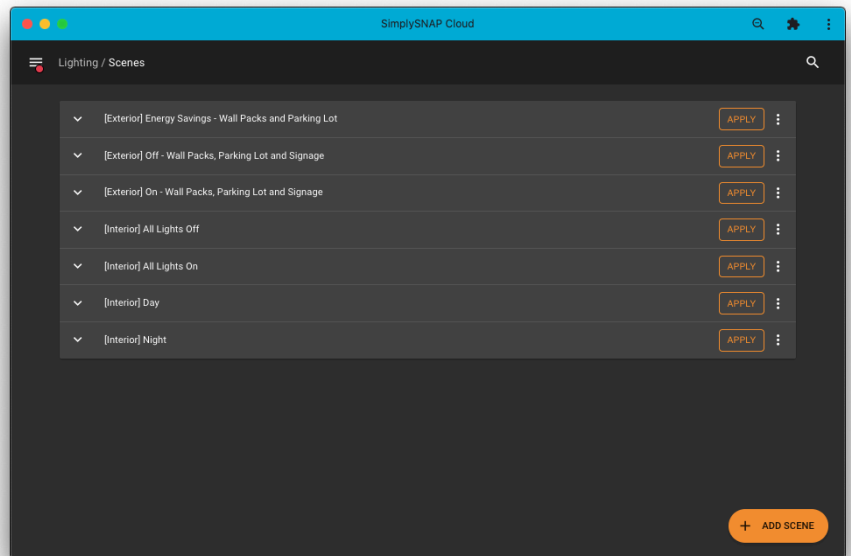 SimplySNAP Cloud
Lighting / Scenes
[Exterior] Energy Savings - Wall Packs and Parking Lot APPLY
[Exterior] Off - Wall Packs, Parking Lot and Signage APPLY
[Exterior] On - Wall Packs, Parking Lot and Signage APPLY
[Interior] All Lights Off APPLY
[Interior] All Lights On APPLY
[Interior] Day APPLY
[Interior] Night APPLY
+ ADD SCENE